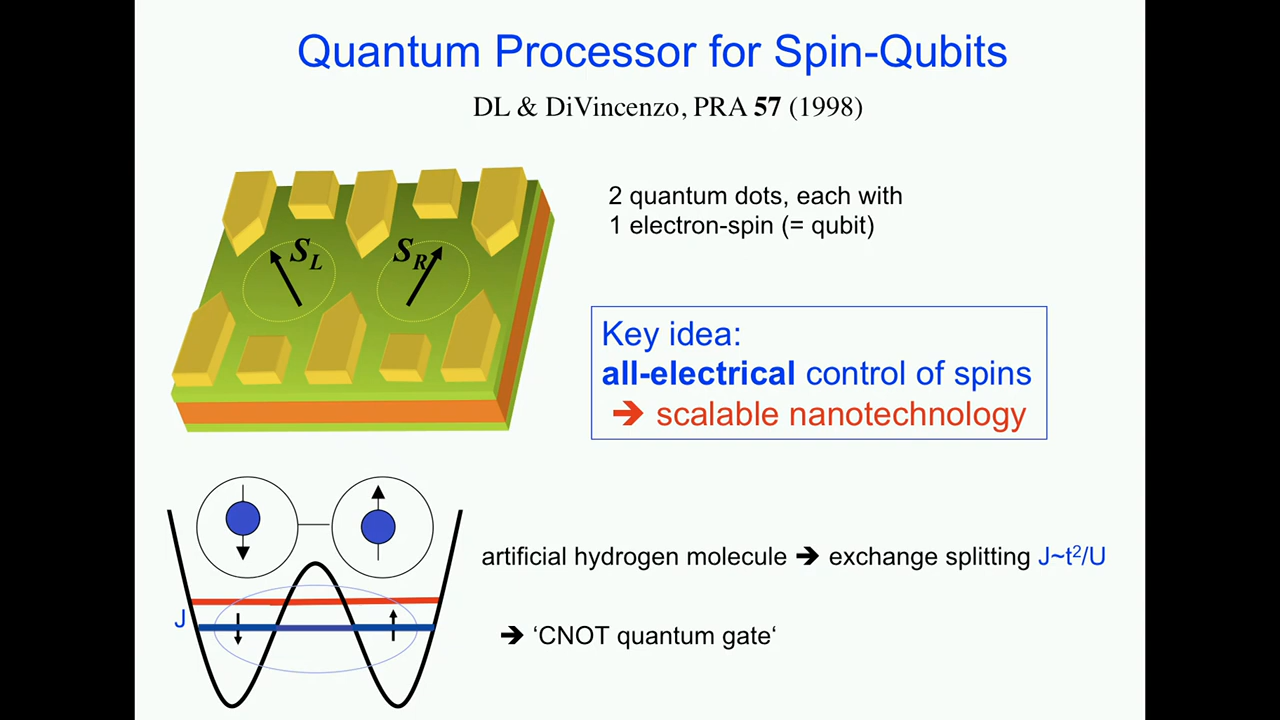 Quantum Processor for Spin-Qubits
DL & DiVincenzo, PRA 57 (1998)
2 quantum dots, each with
1 electron-spin (= qubit)
S_L S_R
Key idea:
all-electrical control of spins
➔ scalable nanotechnology
artificial hydrogen molecule ➔ exchange splitting J~t²/U
J
➔ ‘CNOT quantum gate‘